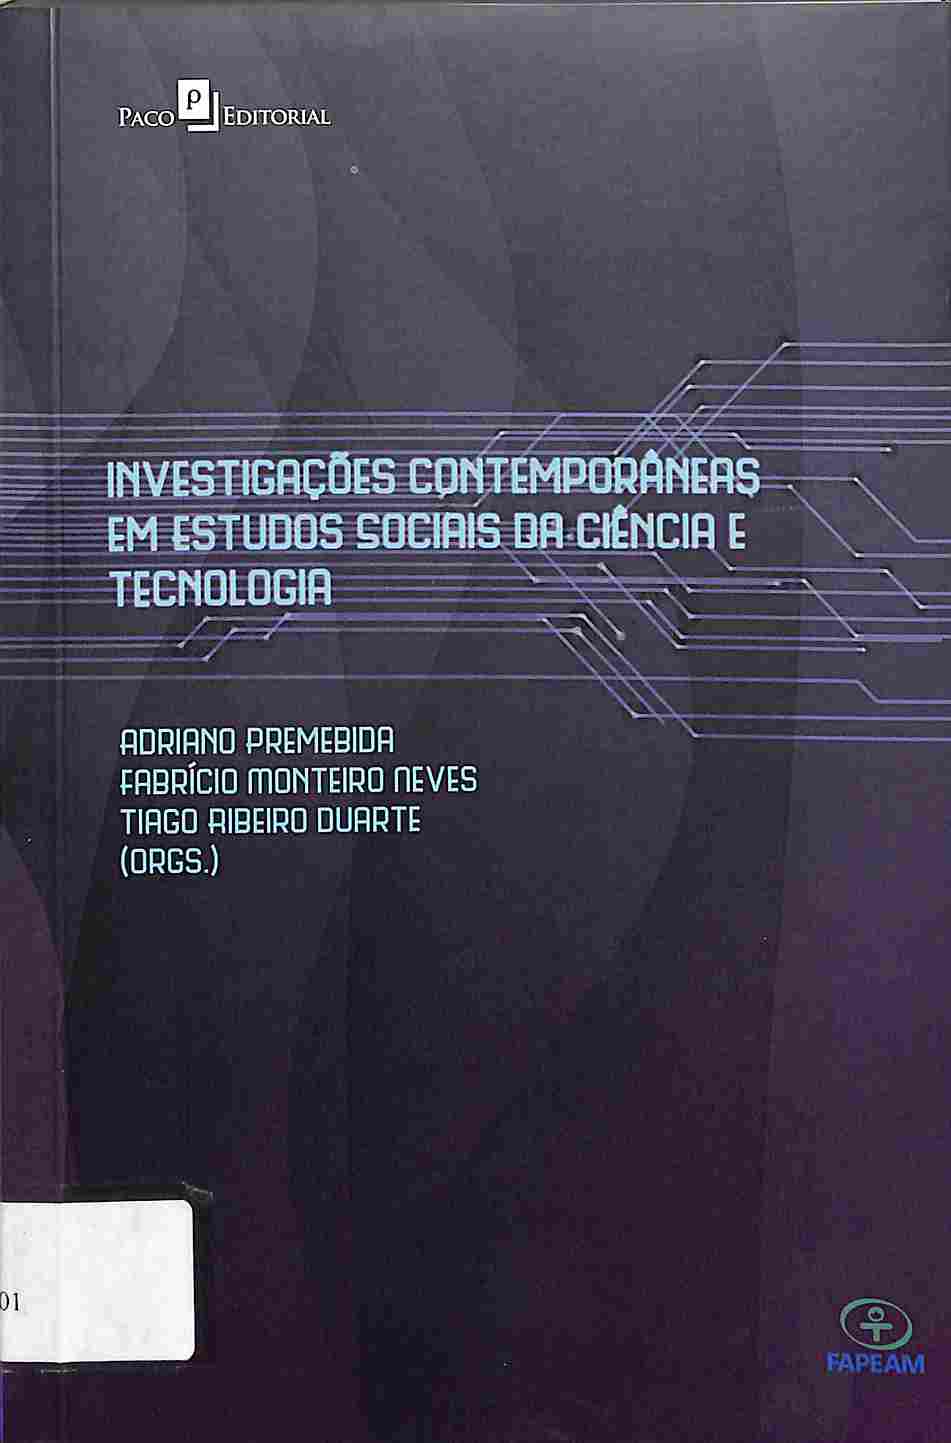 PACO EDITORIAL
INVESTIGAÇÕES CONTEMPORÂNEAS
EM ESTUDOS SOCIAIS DA CIÊNCIA E
TECNOLOGIA
ADRIANO PREMEBIDA
FABRÍCIO MONTEIRO NEVES
TIAGO RIBEIRO DUARTE
(ORGS.)
01
FAPEAM